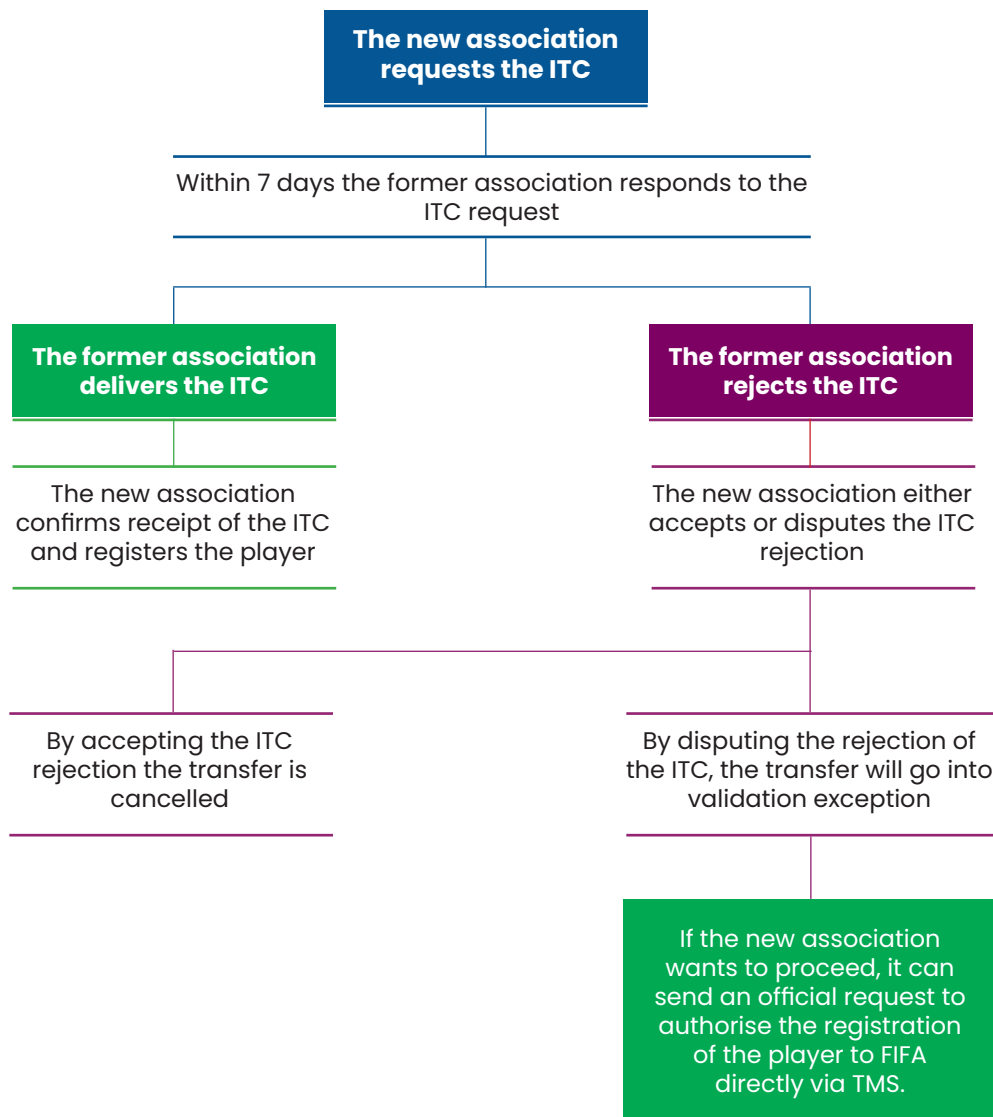 The new association
requests the ITC
Within 7 days the former association responds to the
ITC request
The former association
delivers the ITC
The former association
rejects the ITC
The new association
confirms receipt of the ITC
and registers the player
The new association either
accepts or disputes the ITC
rejection
By accepting the ITC
rejection the transfer is
cancelled
By disputing the rejection of
the ITC, the transfer will go into
validation exception
If the new association
wants to proceed, it can
send an official request to
authorise the registration
of the player to FIFA
directly via TMS.